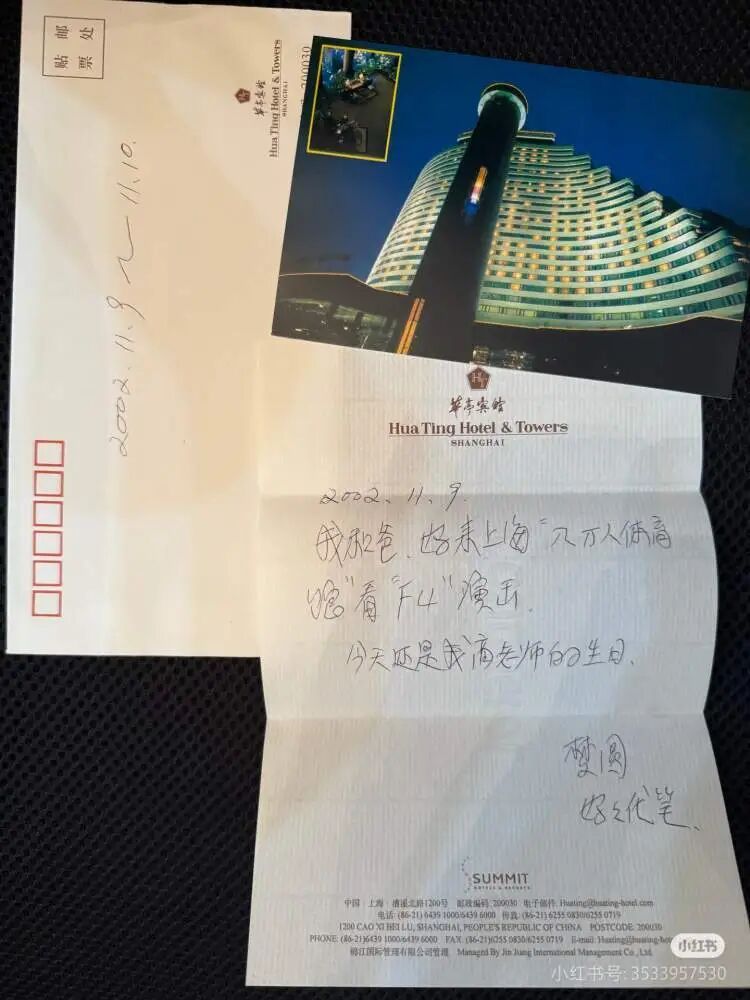 贴邮
票处
华亭宾馆
Hua Ting Hotel & Towers
SHANGHAI
200030
2002.11.9 ~ 11.10.
华亭宾馆
Hua Ting Hotel & Towers
SHANGHAI
2002.11.9.
我和爸、妈来上海“八万人体育
馆”看“F4”演出.
今天还是我老师的生日.
梦圆
妈々代笔.
SUMMIT
HOTELS & RESORTS
中国·上海·漕溪北路1200号 邮政编码: 200030 电子邮件: Huating@huating-hotel.com
电话: (86-21) 6439 1000/6439 6000 传真: (86-21) 6255 0830/6255 0719
1200 CAO XI BEI LU, SHANGHAI, PEOPLE'S REPUBLIC OF CHINA POSTCODE: 200030
PHONE: (86-21)6439 1000/6439 6000 FAX: (86-21)6255 0830/6255 0719 E-mail: Huating@huating-hote
锦江国际管理有限公司管理 Managed By Jin Jiang International Management Co., Ltd.
小红书
小红书号: 3533957530